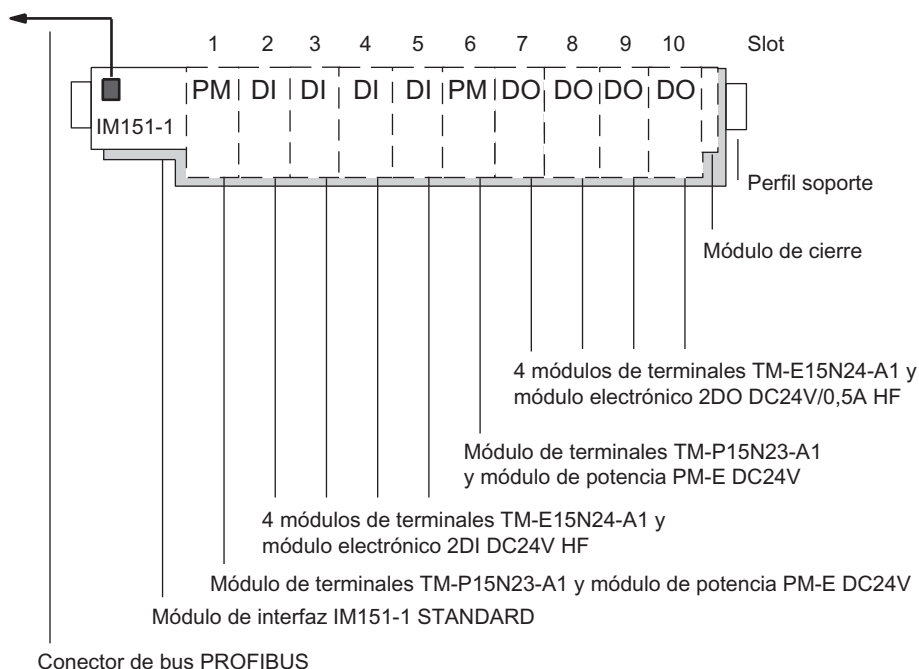 1 2 3 4 5 6 7 8 9 10 Slot
PM DI DI DI DI PM DO DO DO DO
IM151-1
Perfil soporte
Módulo de cierre
4 módulos de terminales TM-E15N24-A1 y
módulo electrónico 2DO DC24V/0,5A HF
Módulo de terminales TM-P15N23-A1
y módulo de potencia PM-E DC24V
4 módulos de terminales TM-E15N24-A1 y
módulo electrónico 2DI DC24V HF
Módulo de terminales TM-P15N23-A1 y módulo de potencia PM-E DC24V
Módulo de interfaz IM151-1 STANDARD
Conector de bus PROFIBUS